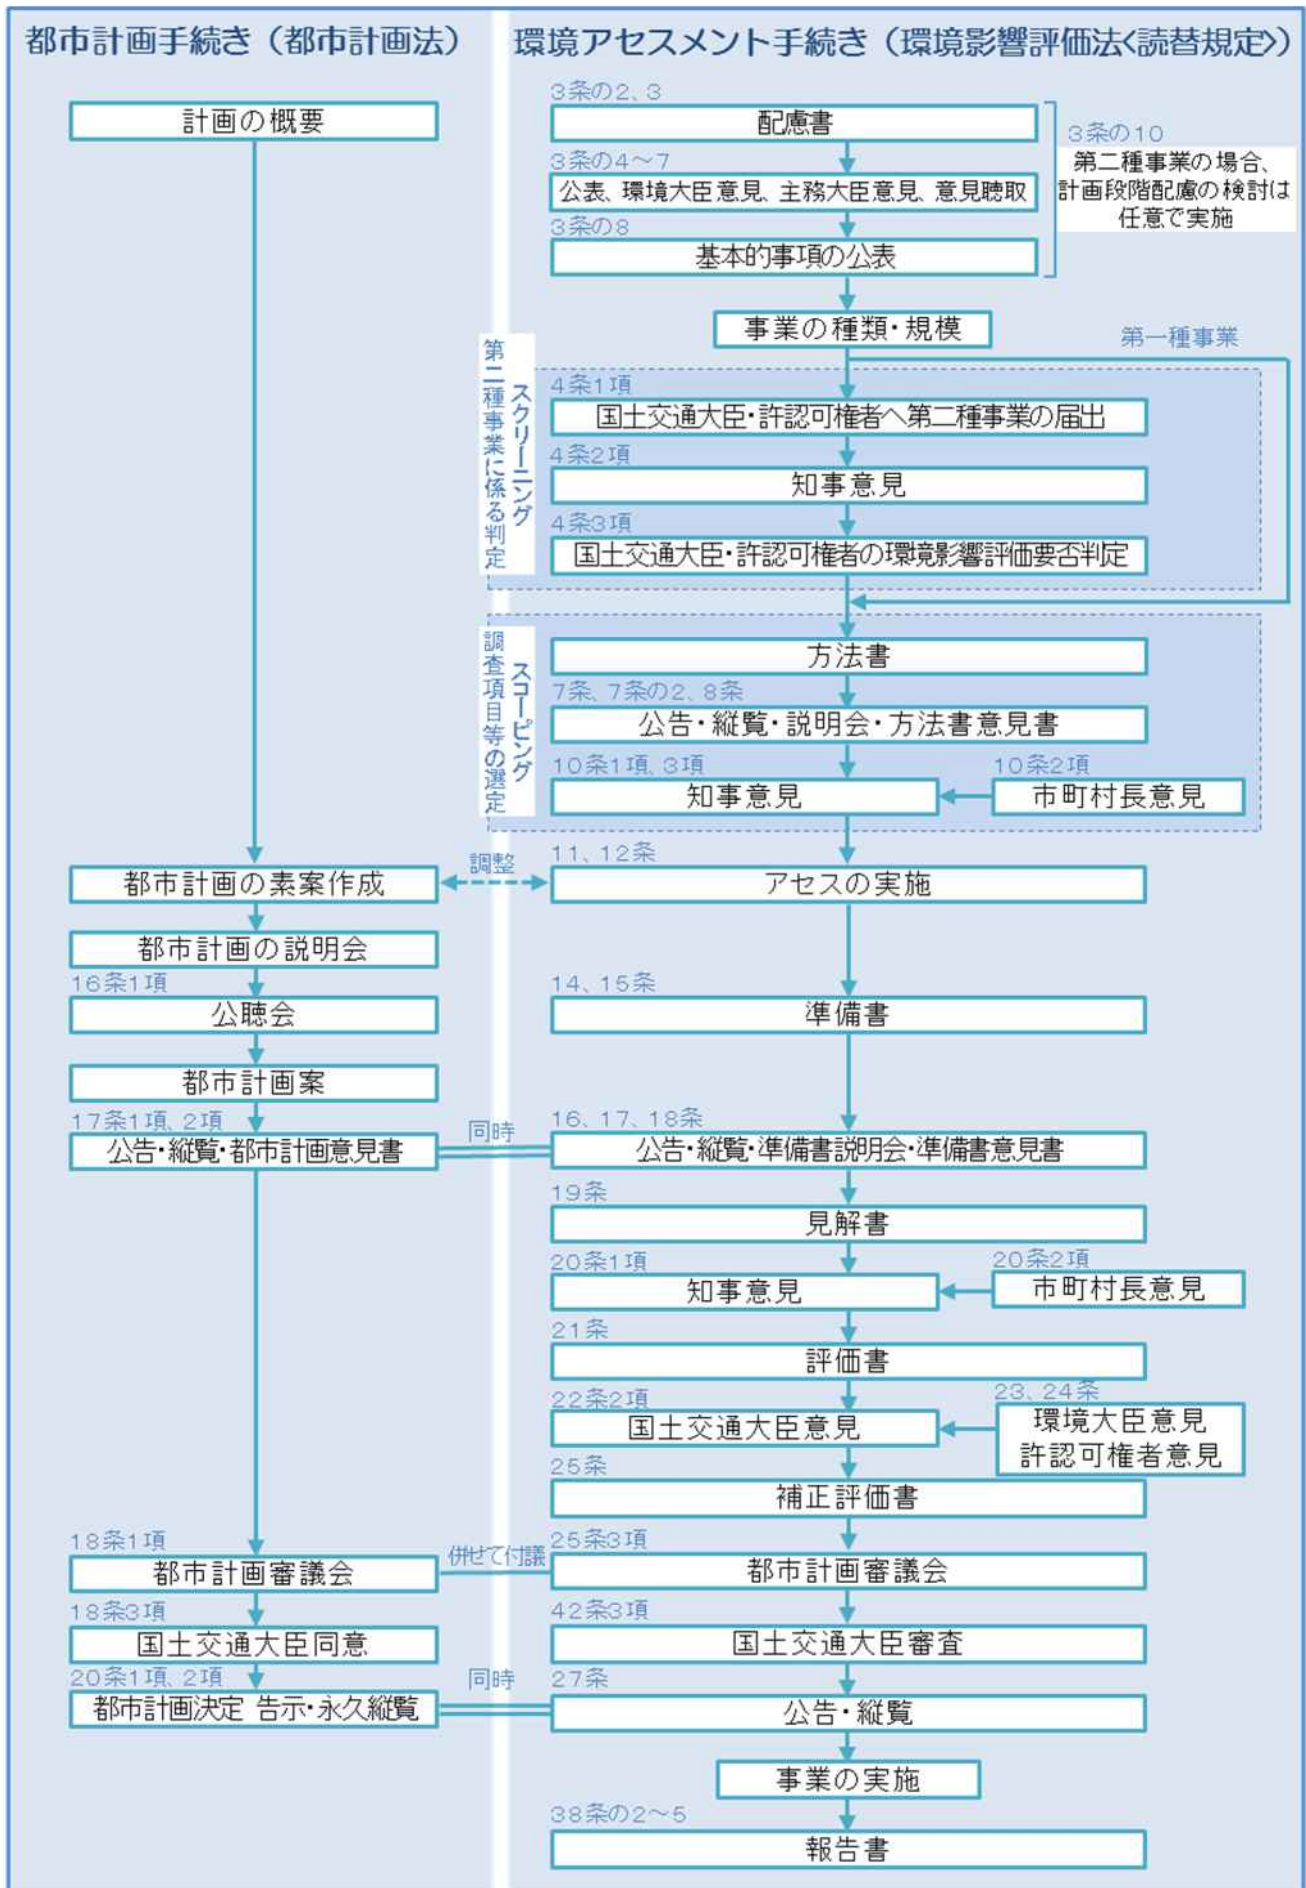 都市計画手続き（都市計画法）
環境アセスメント手続き（環境影響評価法<読替規定>）
計画の概要
3条の2、3
配慮書
3条の4～7
公表、環境大臣意見、主務大臣意見、意見聴取
3条の8
基本的事項の公表
3条の10
第二種事業の場合、
計画段階配慮の検討は
任意で実施
事業の種類・規模
第一種事業
スクリーニング
第二種事業に係る判定
4条1項
国土交通大臣・許認可権者へ第二種事業の届出
4条2項
知事意見
4条3項
国土交通大臣・許認可権者の環境影響評価要否判定
スコーピング
調査項目等の選定
方法書
7条、7条の2、8条
公告・縦覧・説明会・方法書意見書
10条1項、3項
知事意見
10条2項
市町村長意見
都市計画の素案作成
調整
11、12条
アセスの実施
都市計画の説明会
16条1項
公聴会
14、15条
準備書
都市計画案
17条1項、2項
公告・縦覧・都市計画意見書
同時
16、17、18条
公告・縦覧・準備書説明会・準備書意見書
19条
見解書
20条1項
知事意見
20条2項
市町村長意見
21条
評価書
22条2項
国土交通大臣意見
23、24条
環境大臣意見
許認可権者意見
25条
補正評価書
18条1項
都市計画審議会
併せて付議
25条3項
都市計画審議会
18条3項
国土交通大臣同意
42条3項
国土交通大臣審査
20条1項、2項
都市計画決定 告示・永久縦覧
同時
27条
公告・縦覧
事業の実施
38条の2～5
報告書